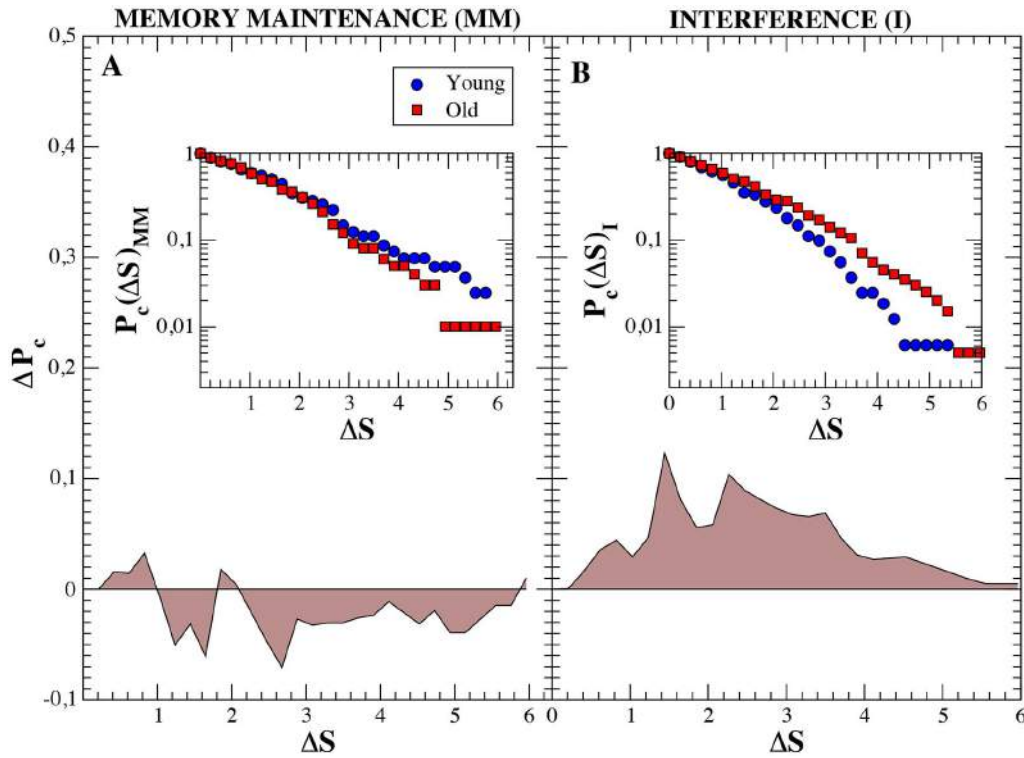 MEMORY MAINTENANCE (MM)
INTERFERENCE (I)
0,5
0,4
0,3
0,2
0,1
0
-0,1
ΔP_c
A
Young
Old
1
0,1
0,01
P_c(ΔS)_MM
1 2 3 4 5 6
ΔS
1 2 3 4 5 6
ΔS
B
1
0,1
0,01
P_c(ΔS)_I
0 1 2 3 4 5 6
ΔS
0 1 2 3 4 5 6
ΔS